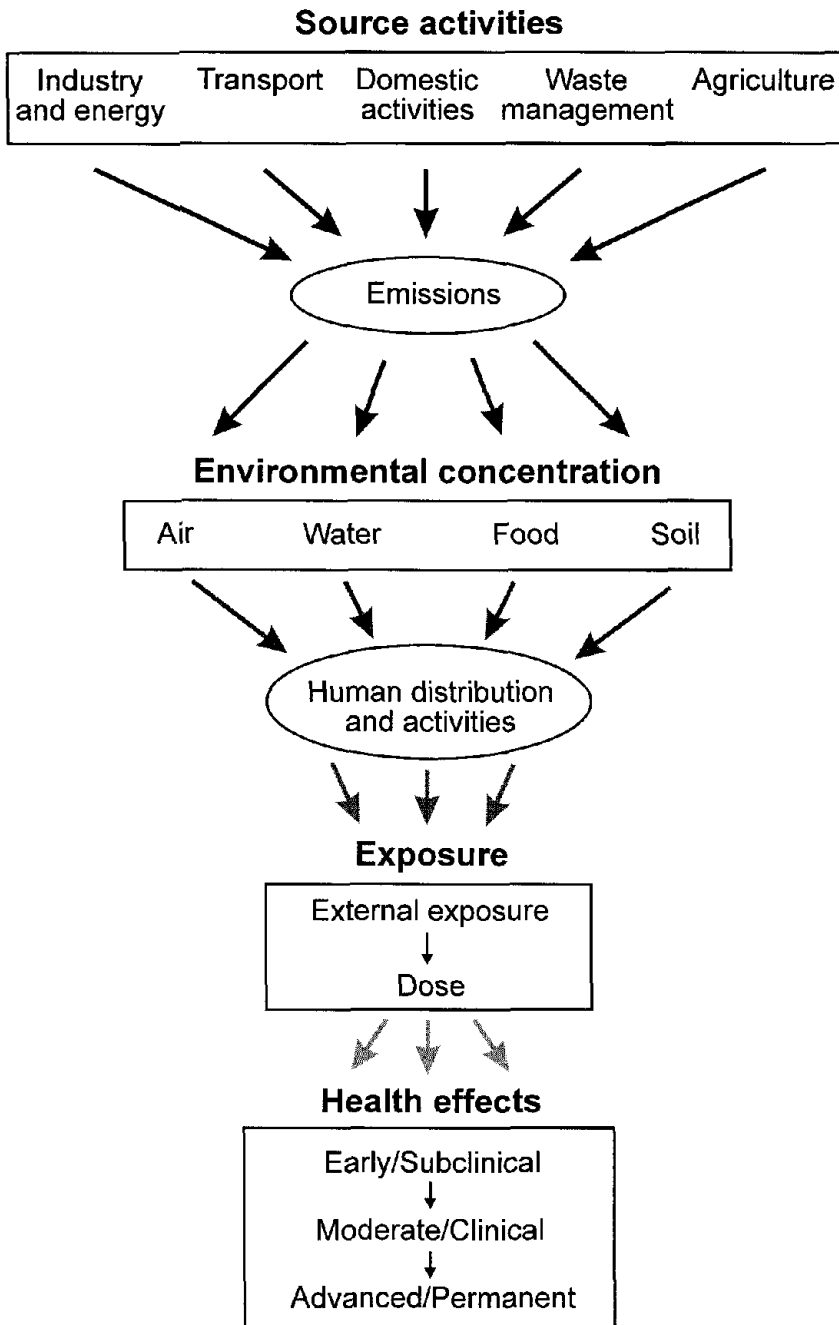 Source activities
Industry and energy Transport Domestic activities Waste management Agriculture
Emissions
Environmental concentration
Air Water Food Soil
Human distribution
and activities
Exposure
External exposure
Dose
Health effects
Early/Subclinical
Moderate/Clinical
Advanced/Permanent